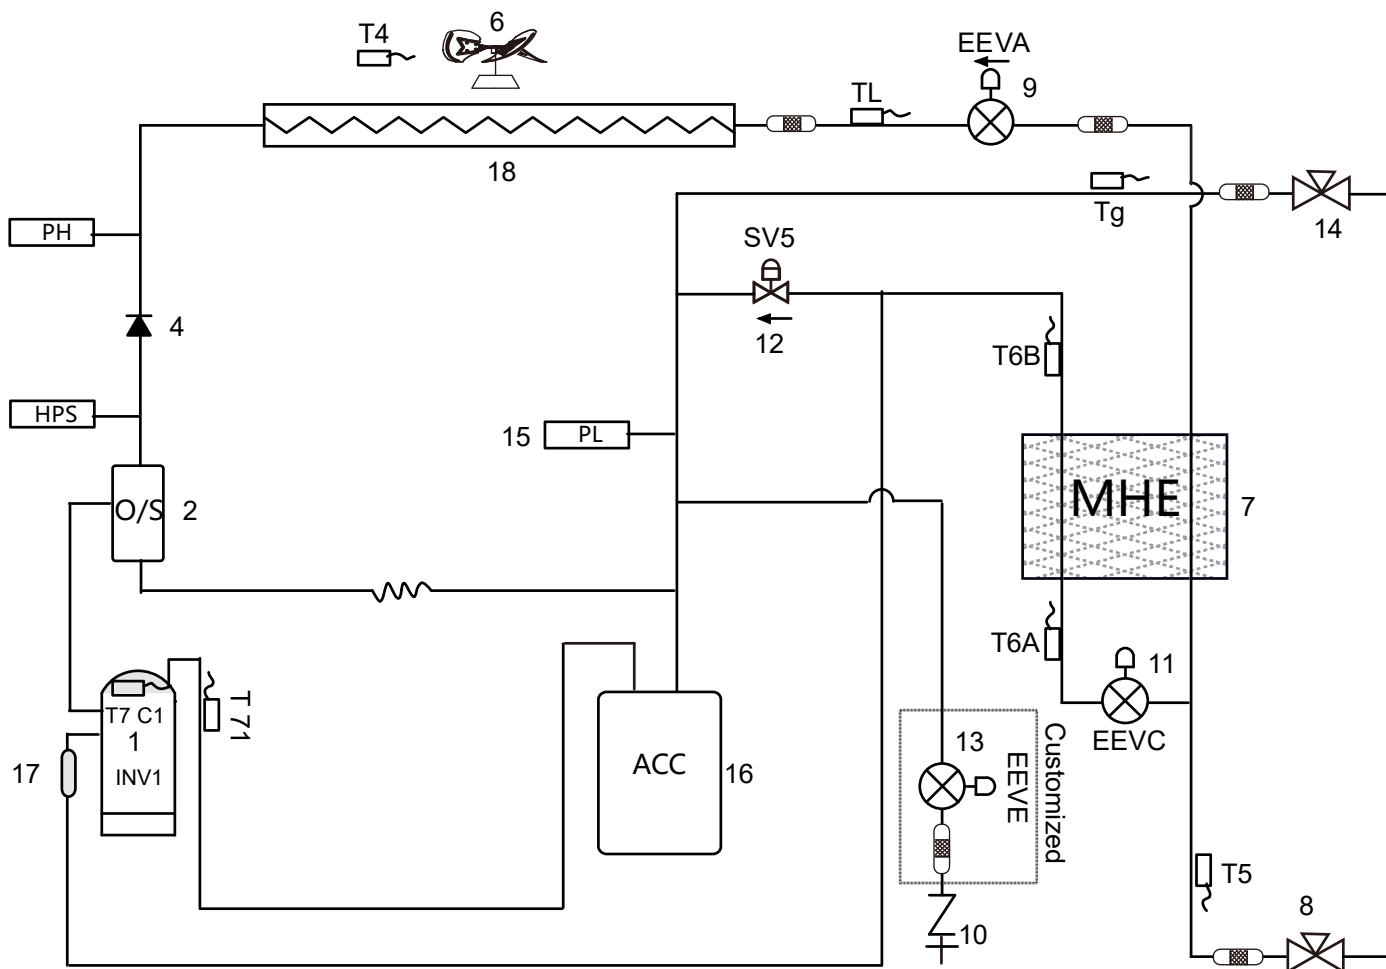 T4
6
EEVA
9
TL
18
Tg
14
PH
SV5
4
12
T6B
HPS
15
PL
O/S
2
MHE
7
T6A
11
EEVC
T7 C1
1
INV1
T 71
17
ACC
16
13
EEVE
Customized
T5
8
10